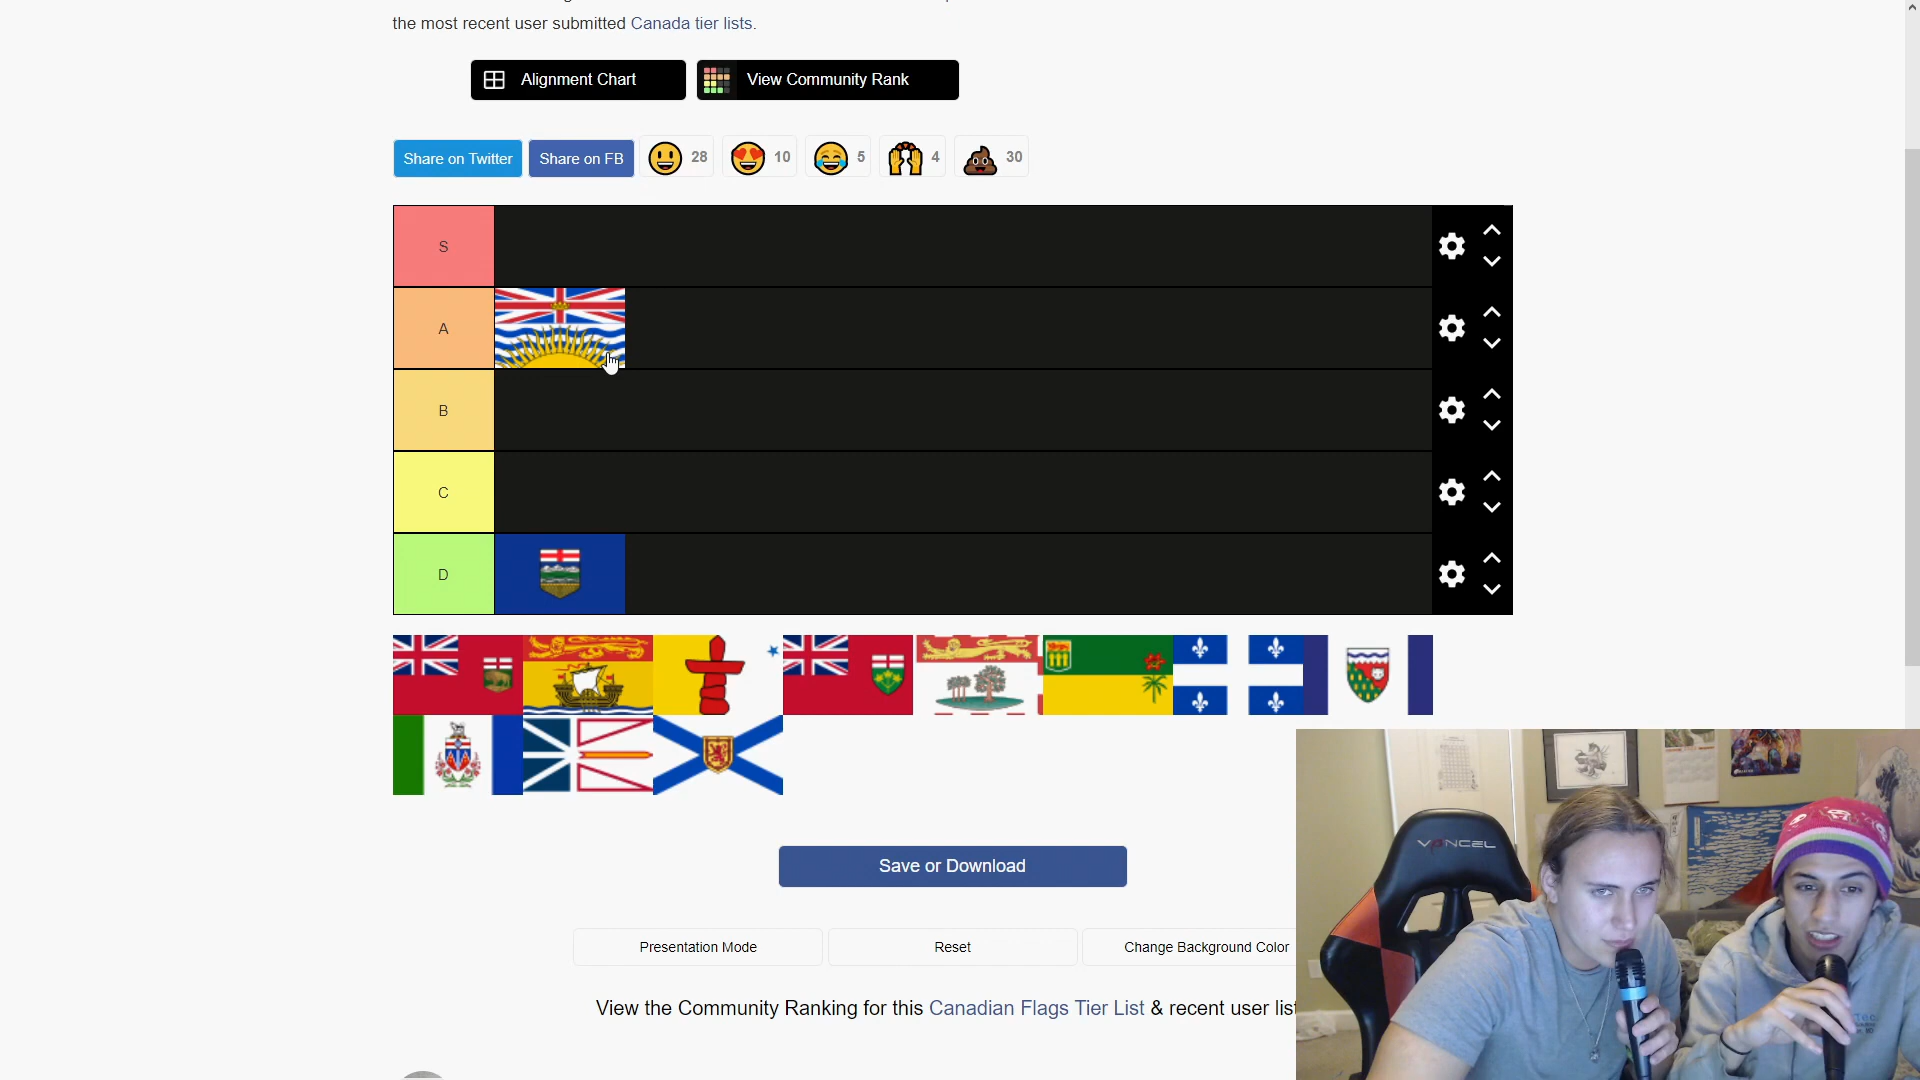 the most recent user submitted Canada tier lists.
Alignment Chart
View Community Rank
Share on Twitter
Share on FB
28
10
5
4
30
S
A
B
C
D
Save or Download
Presentation Mode
Reset
Change Background Color
View the Community Ranking for this Canadian Flags Tier List & recent user list
VANCEL